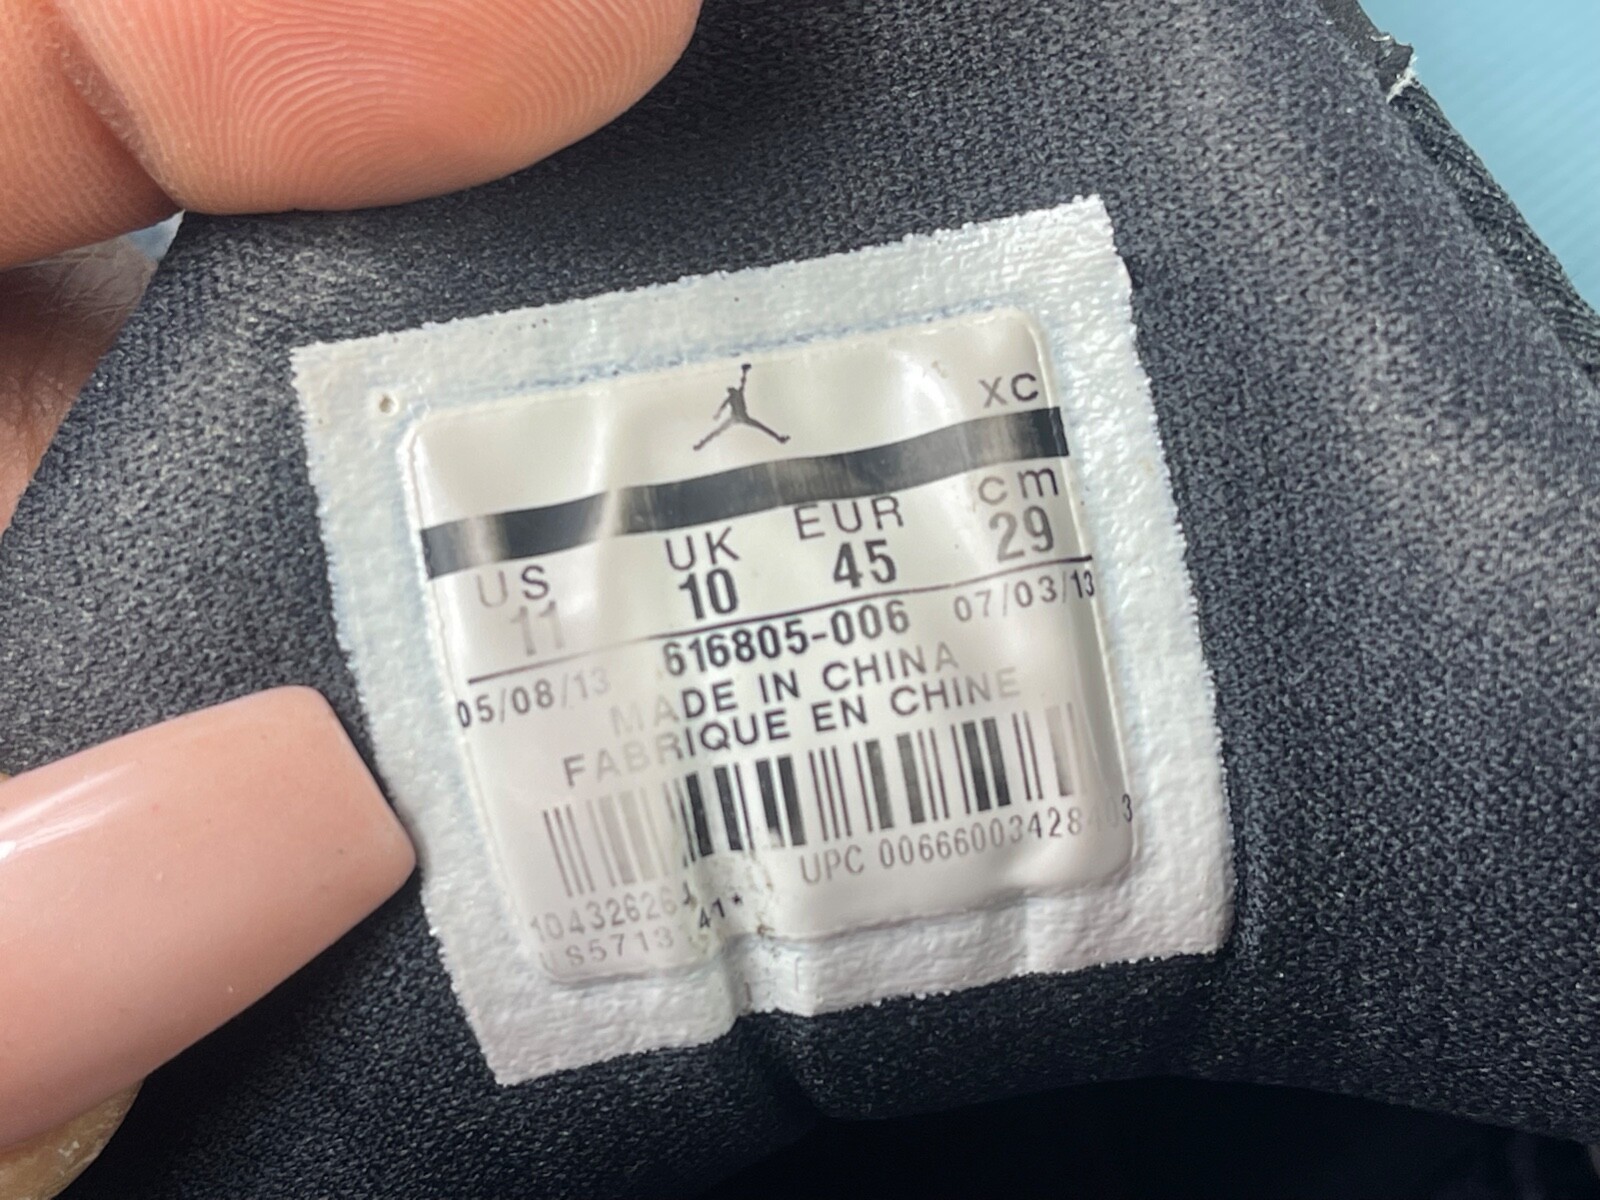 XC
US UK EUR cm
11 10 45 29
05/08/13 616805-006 07/03/13
MADE IN CHINA
FABRIQUE EN CHINE
UPC
41*